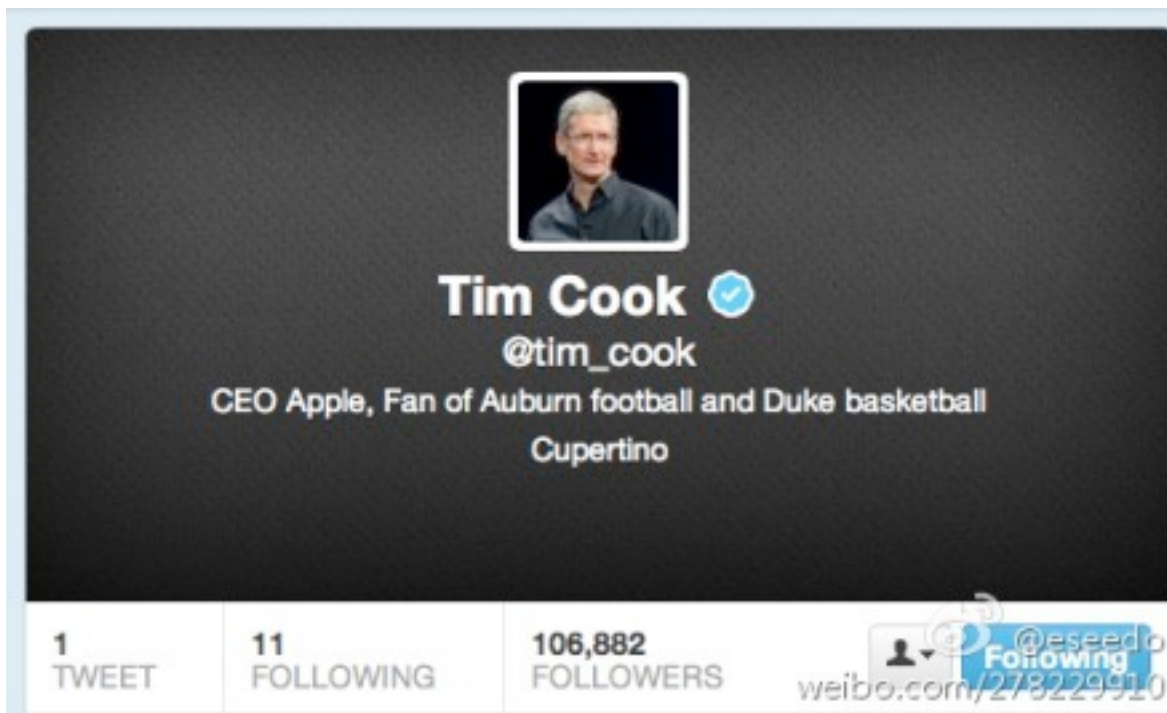 Tim Cook
@tim_cook
CEO Apple, Fan of Auburn football and Duke basketball
Cupertino
1
TWEET
11
FOLLOWING
106,882
FOLLOWERS
Following
@eseedo
weibo.com/278229910